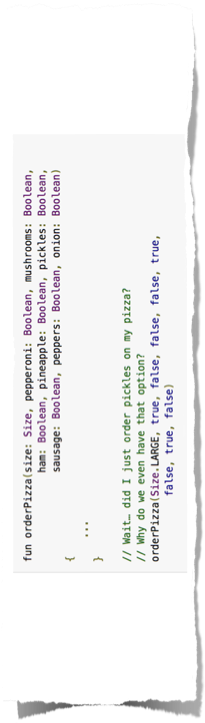 fun orderPizza(size: Size, pepperoni: Boolean, mushrooms: Boolean,
ham: Boolean, pineapple: Boolean, pickles: Boolean,
sausage: Boolean, peppers: Boolean, onion: Boolean)
{
...
}
// Wait… did I just order pickles on my pizza?
// Why do we even have that option?
orderPizza(Size.LARGE, true, false, false, false, true,
false, true, false)